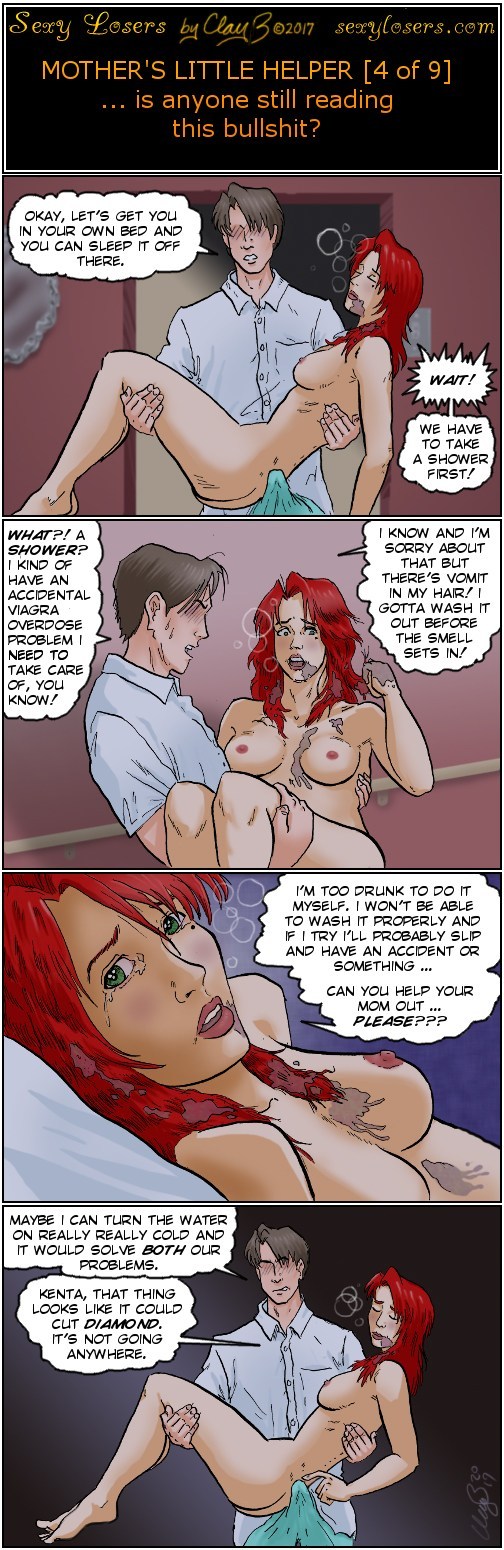 Sexy Losers by Clay B ©2017 sexylosers.com
MOTHER'S LITTLE HELPER [4 of 9]
... is anyone still reading
this bullshit?
OKAY, LET'S GET YOU
IN YOUR OWN BED AND
YOU CAN SLEEP IT OFF
THERE.
WAIT!
WE HAVE
TO TAKE
A SHOWER
FIRST!
WHAT?! A
SHOWER?
I KIND OF
HAVE AN
ACCIDENTAL
VIAGRA
OVERDOSE
PROBLEM I
NEED TO
TAKE CARE
OF, YOU
KNOW!
I KNOW AND I'M
SORRY ABOUT
THAT BUT
THERE'S VOMIT
IN MY HAIR! I
GOTTA WASH IT
OUT BEFORE
THE SMELL
SETS IN!
I'M TOO DRUNK TO DO IT
MYSELF. I WON'T BE ABLE
TO WASH IT PROPERLY AND
IF I TRY I'LL PROBABLY SLIP
AND HAVE AN ACCIDENT OR
SOMETHING ...
CAN YOU HELP YOUR
MOM OUT ...
PLEASE???
MAYBE I CAN TURN THE WATER
ON REALLY REALLY COLD AND
IT WOULD SOLVE BOTH OUR
PROBLEMS.
KENTA, THAT THING
LOOKS LIKE IT COULD
CUT DIAMOND.
IT'S NOT GOING
ANYWHERE.
Clay B 2017